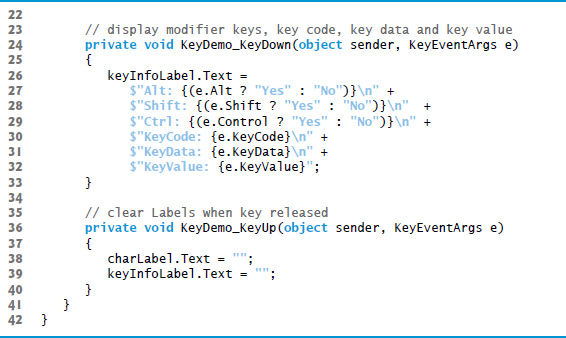 22
23 // display modifier keys, key code, key data and key value
24 private void KeyDemo_KeyDown(object sender, KeyEventArgs e)
25 {
26 keyInfoLabel.Text =
27 $"Alt: {(e.Alt ? "Yes" : "No")}\n" +
28 $"Shift: {(e.Shift ? "Yes" : "No")}\n" +
29 $"Ctrl: {(e.Control ? "Yes" : "No")}\n" +
30 $"KeyCode: {e.KeyCode}\n" +
31 $"KeyData: {e.KeyData}\n" +
32 $"KeyValue: {e.KeyValue}";
33 }
34
35 // clear Labels when key released
36 private void KeyDemo_KeyUp(object sender, KeyEventArgs e)
37 {
38 charLabel.Text = "";
39 keyInfoLabel.Text = "";
40 }
41 }
42 }